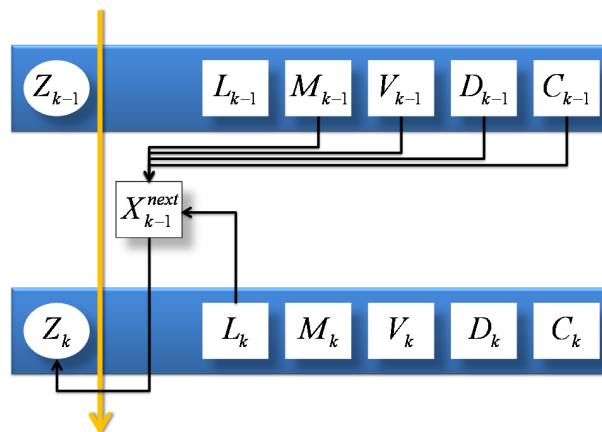 Z_{k-1} L_{k-1} M_{k-1} V_{k-1} D_{k-1} C_{k-1}
X_{k-1}^{next}
Z_k L_k M_k V_k D_k C_k